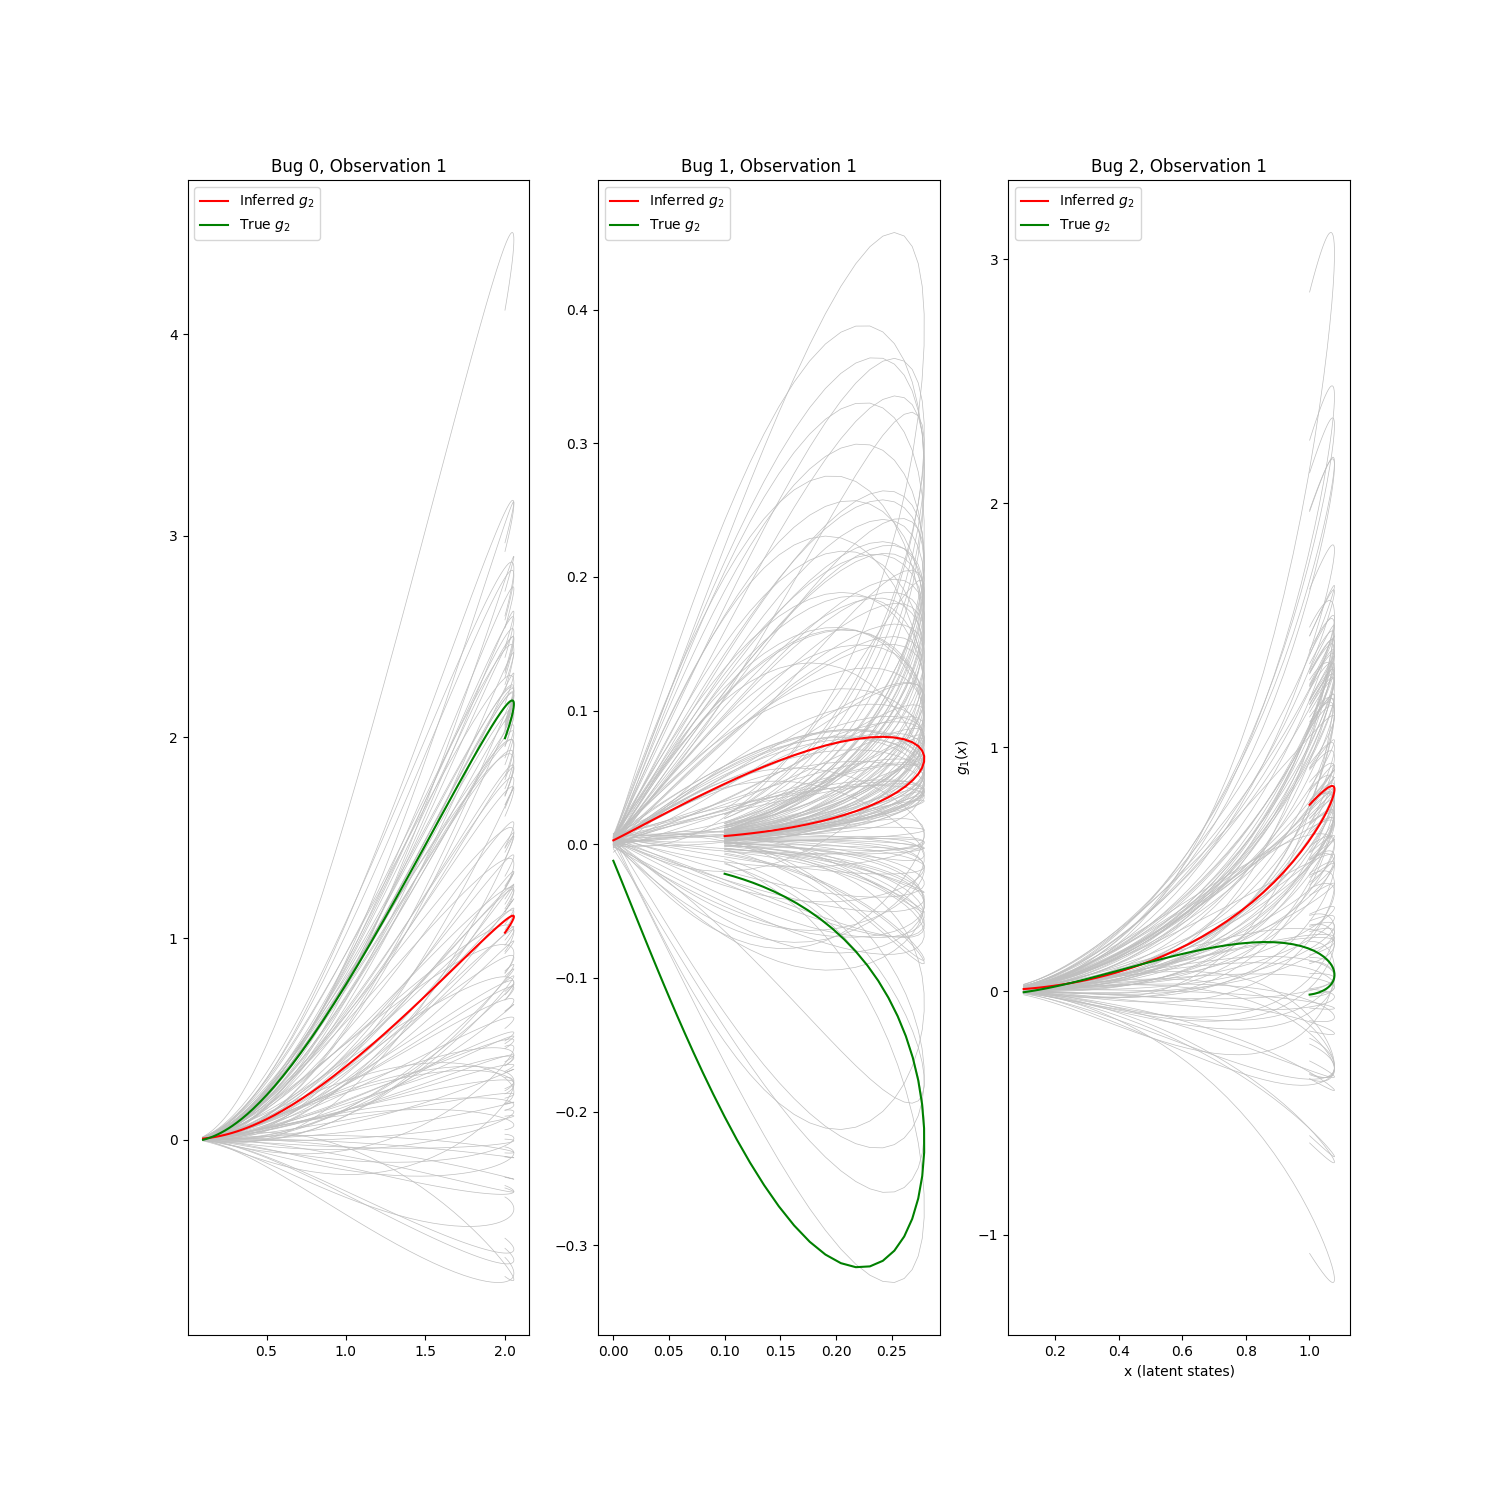 Bug 0, Observation 1
Inferred g₂
True g₂
4
3
2
1
0
0.5 1.0 1.5 2.0
Bug 1, Observation 1
Inferred g₂
True g₂
0.4
0.3
0.2
0.1
0.0
−0.1
−0.2
−0.3
0.00 0.05 0.10 0.15 0.20 0.25
Bug 2, Observation 1
Inferred g₂
True g₂
g₁(x)
3
2
1
0
−1
0.2 0.4 0.6 0.8 1.0
x (latent states)